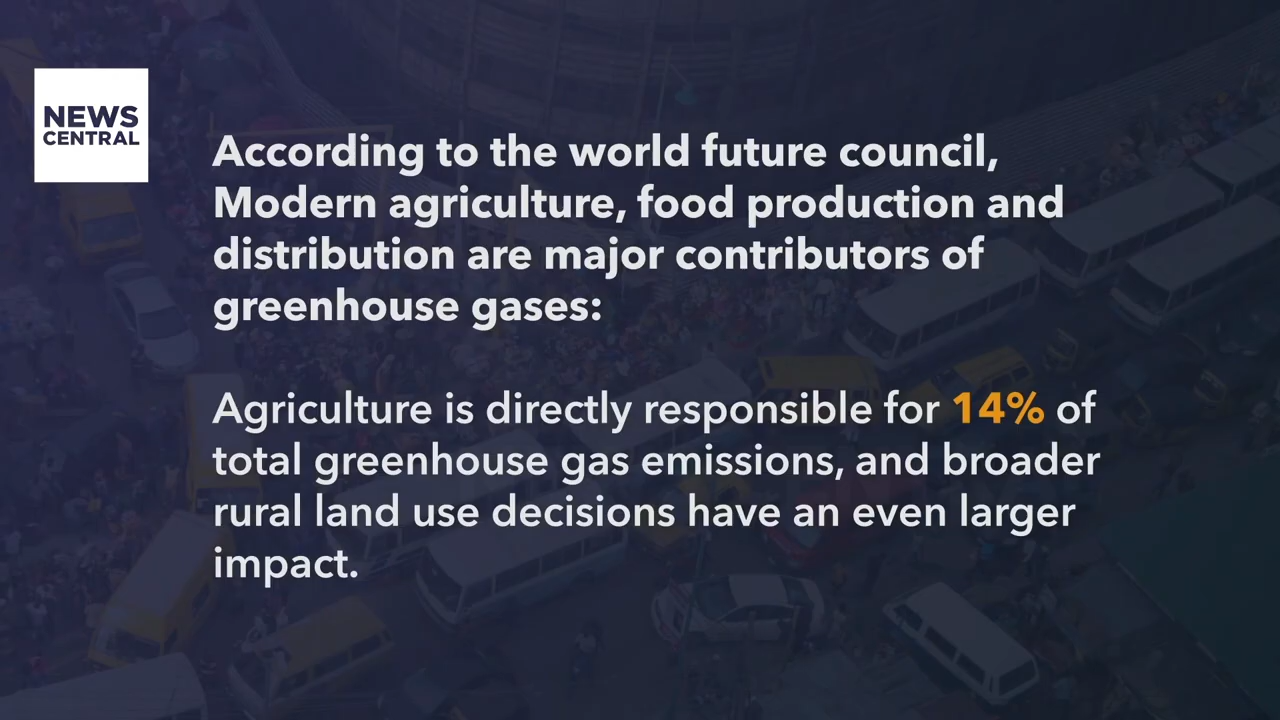 NEWS
CENTRAL
According to the world future council,
Modern agriculture, food production and
distribution are major contributors of
greenhouse gases:
Agriculture is directly responsible for 14% of
total greenhouse gas emissions, and broader
rural land use decisions have an even larger
impact.